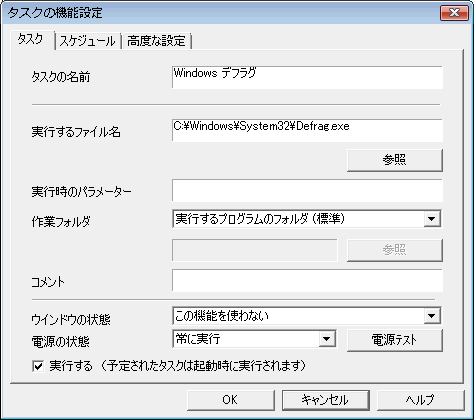 タスクの機能設定
タスク スケジュール 高度な設定
タスクの名前 Windows デフラグ
実行するファイル名 C:¥Windows¥System32¥Defrag.exe
参照
実行時のパラメーター
作業フォルダ 実行するプログラムのフォルダ (標準)
参照
コメント
ウインドウの状態 この機能を使わない
電源の状態 常に実行 電源テスト
実行する (予定されたタスクは起動時に実行されます)
OK キャンセル ヘルプ